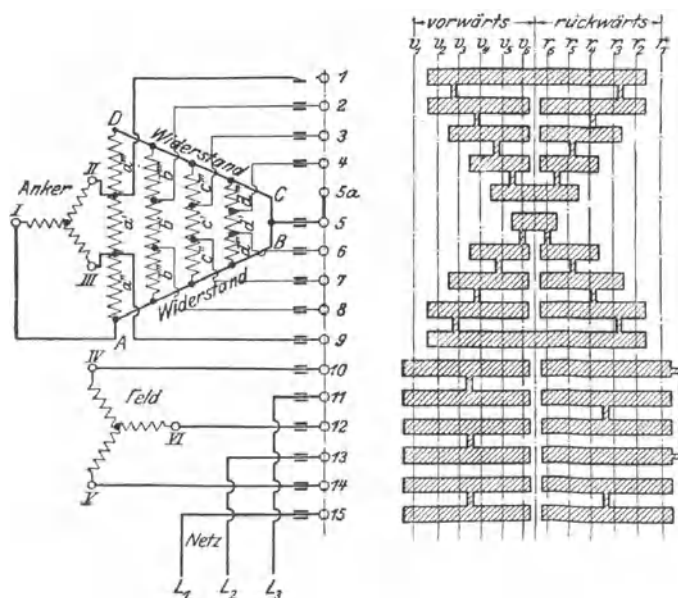 vorwärts rückwärts
v₁ v₂ v₃ v₄ v₅ v₆ r₆ r₅ r₄ r₃ r₂ r₁
1
2
3
4
5a
5
6
7
8
9
10
11
12
13
14
15
D
Widerstand
II
Anker
I
III
a'' b'' c'' d''
a' b' c' d'
a b c d
C
B
Widerstand
A
IV
Feld
VI
V
Netz
L₁ L₂ L₃